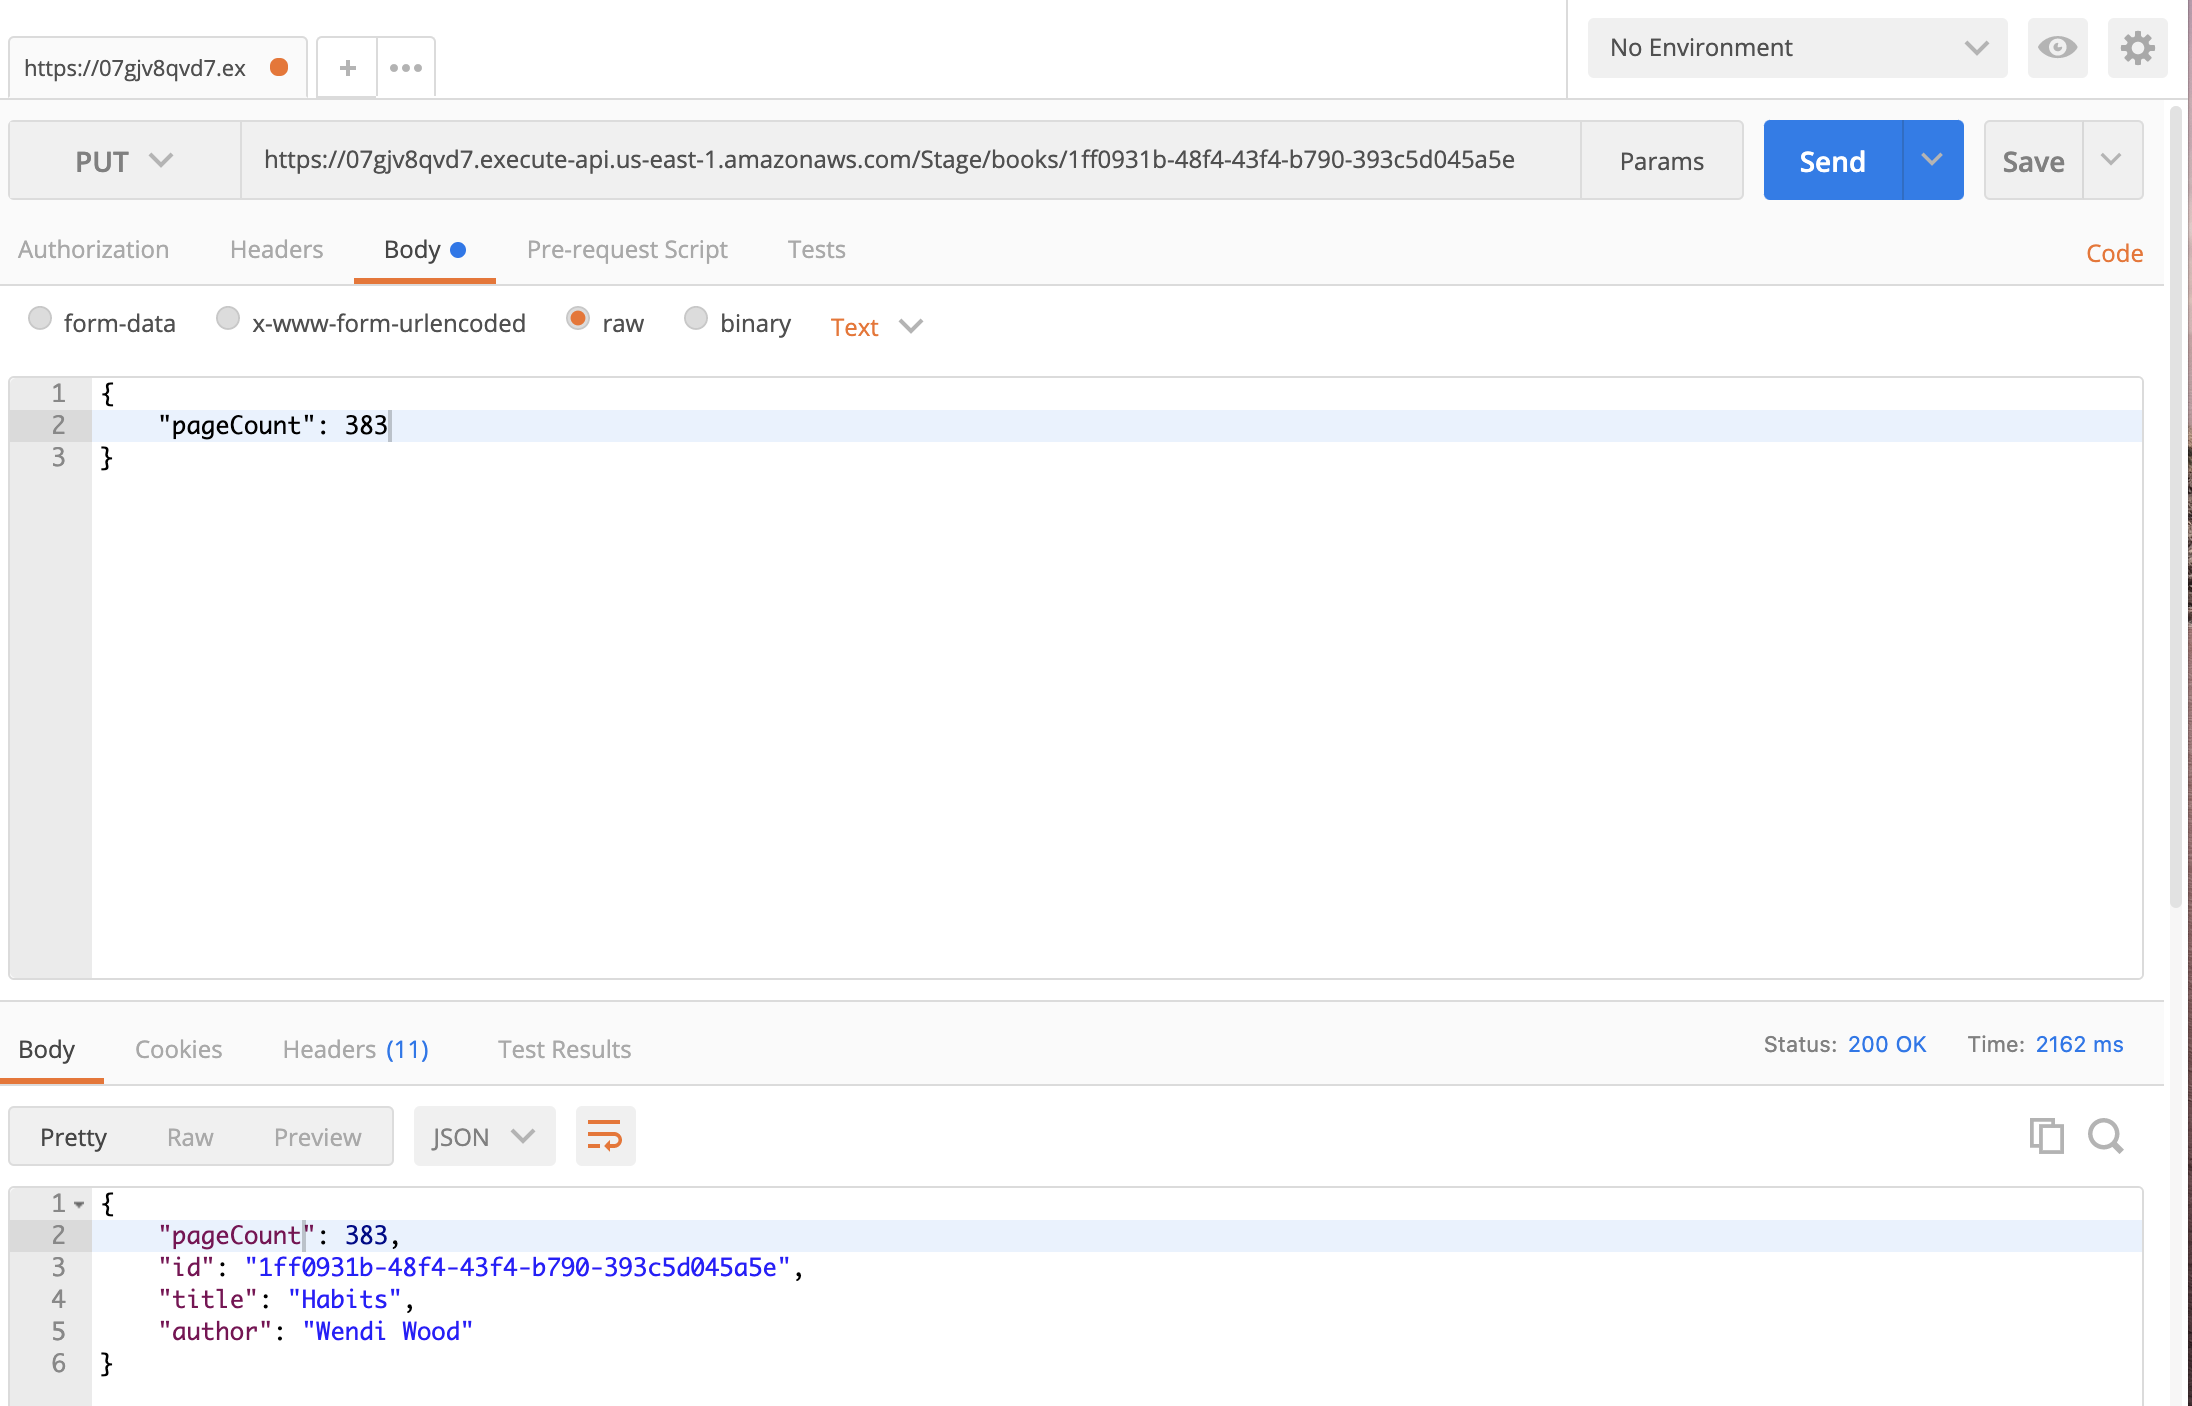 https://07gjv8qvd7.ex + No Environment
PUT https://07gjv8qvd7.execute-api.us-east-1.amazonaws.com/Stage/books/1ff0931b-48f4-43f4-b790-393c5d045a5e Params Send Save
Authorization Headers Body Pre-request Script Tests Code
form-data x-www-form-urlencoded raw binary Text
1 {
2 "pageCount": 383
3 }
Body Cookies Headers (11) Test Results Status: 200 OK Time: 2162 ms
Pretty Raw Preview JSON
1 {
2 "pageCount": 383,
3 "id": "1ff0931b-48f4-43f4-b790-393c5d045a5e",
4 "title": "Habits",
5 "author": "Wendi Wood"
6 }